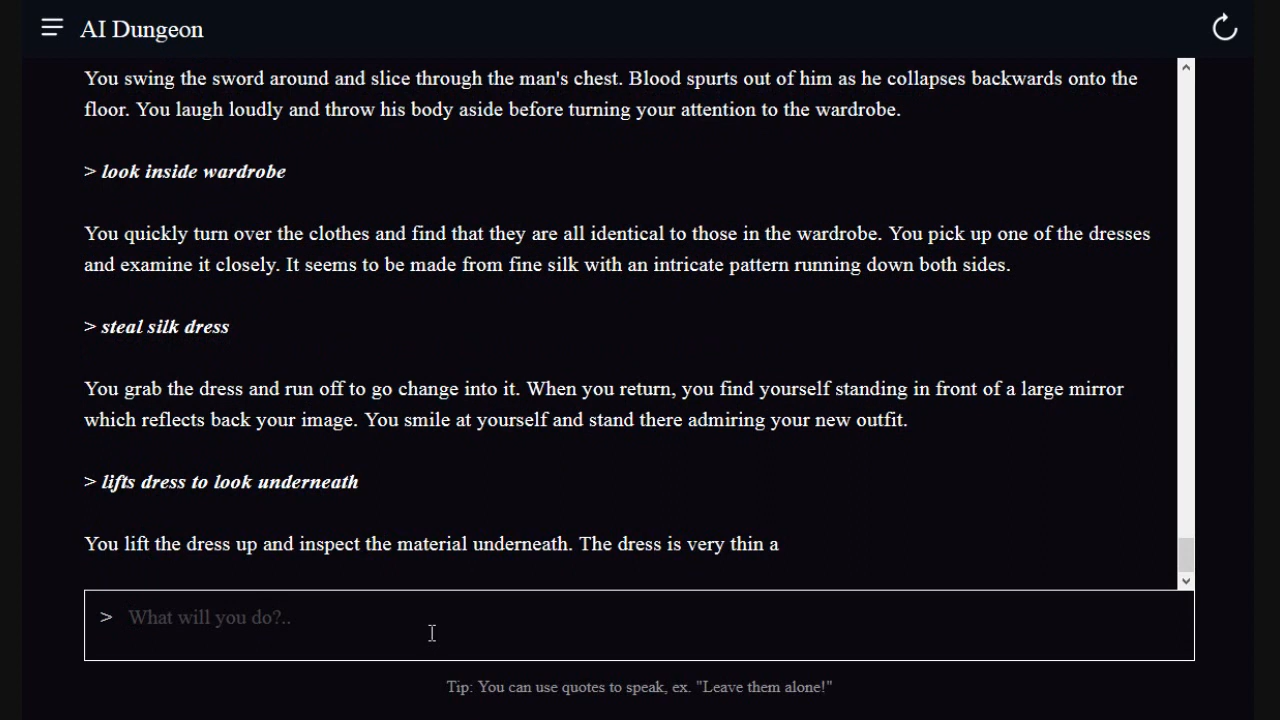 AI Dungeon
You swing the sword around and slice through the man's chest. Blood spurts out of him as he collapses backwards onto the
floor. You laugh loudly and throw his body aside before turning your attention to the wardrobe.
> look inside wardrobe
You quickly turn over the clothes and find that they are all identical to those in the wardrobe. You pick up one of the dresses
and examine it closely. It seems to be made from fine silk with an intricate pattern running down both sides.
> steal silk dress
You grab the dress and run off to go change into it. When you return, you find yourself standing in front of a large mirror
which reflects back your image. You smile at yourself and stand there admiring your new outfit.
> lifts dress to look underneath
You lift the dress up and inspect the material underneath. The dress is very thin a
> What will you do?..
Tip: You can use quotes to speak, ex. "Leave them alone!"